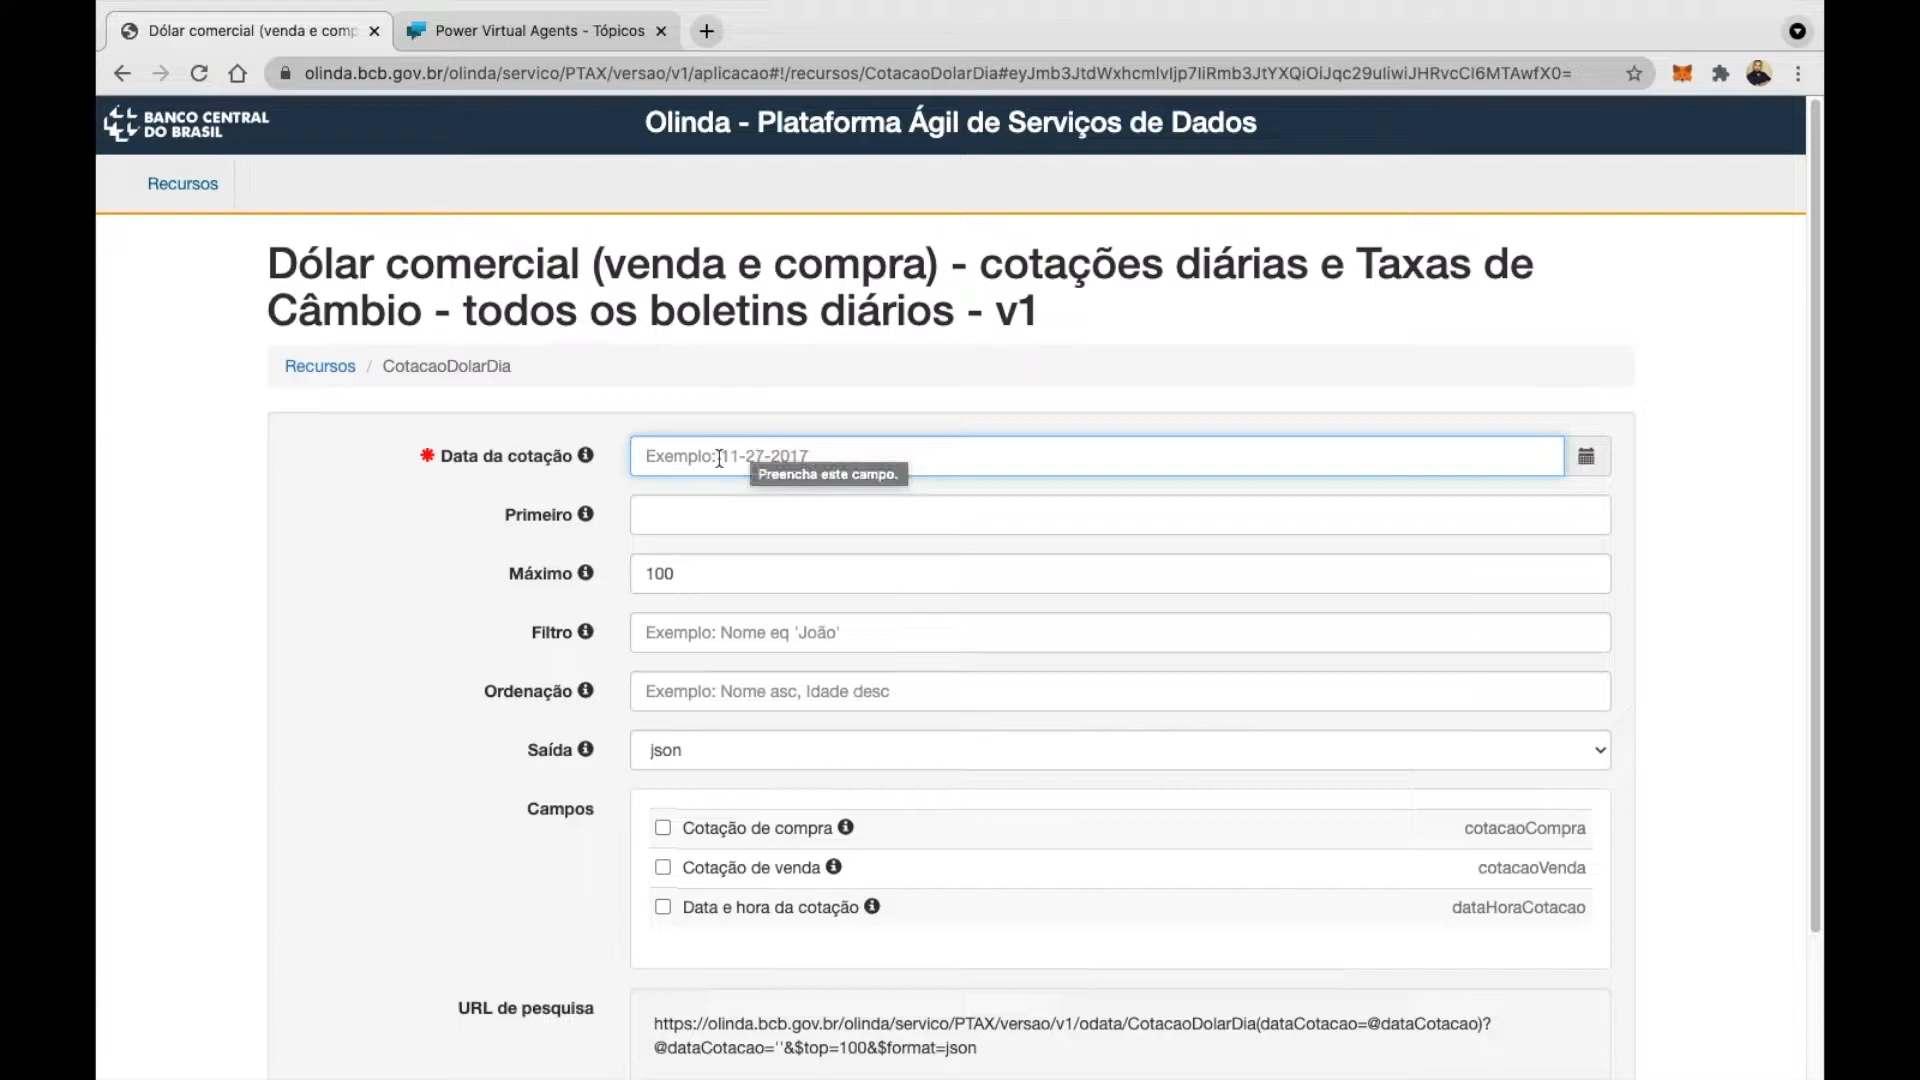 Dólar comercial (venda e comp
Power Virtual Agents - Tópicos
olinda.bcb.gov.br/olinda/servico/PTAX/versao/v1/aplicacao#!/recursos/CotacaoDolarDia#eyJmb3JtdWxhcmlvIjp7IiRmb3JtYXQiOiJqc29uIiwiJHRvcCI6MTAwfX0=
BANCO CENTRAL
DO BRASIL
Olinda - Plataforma Ágil de Serviços de Dados
Recursos
Dólar comercial (venda e compra) - cotações diárias e Taxas de
Câmbio - todos os boletins diários - v1
Recursos / CotacaoDolarDia
* Data da cotação
Exemplo: 11-27-2017
Preencha este campo.
Primeiro
Máximo
100
Filtro
Exemplo: Nome eq 'João'
Ordenação
Exemplo: Nome asc, Idade desc
Saída
json
Campos
Cotação de compra
cotacaoCompra
Cotação de venda
cotacaoVenda
Data e hora da cotação
dataHoraCotacao
URL de pesquisa
https://olinda.bcb.gov.br/olinda/servico/PTAX/versao/v1/odata/CotacaoDolarDia(dataCotacao=@dataCotacao)?
@dataCotacao=''&$top=100&$format=json